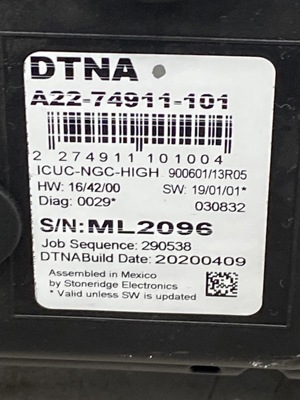 DTNA
A22-74911-101
2 274911 101004
ICUC-NGC-HIGH 900601/13R05
HW: 16/42/00 SW: 19/01/01*
Diag: 0029* 030832
S/N: ML2096
Job Sequence: 290538
DTNABuild Date: 20200409
Assembled in Mexico
by Stoneridge Electronics
* Valid unless SW is updated